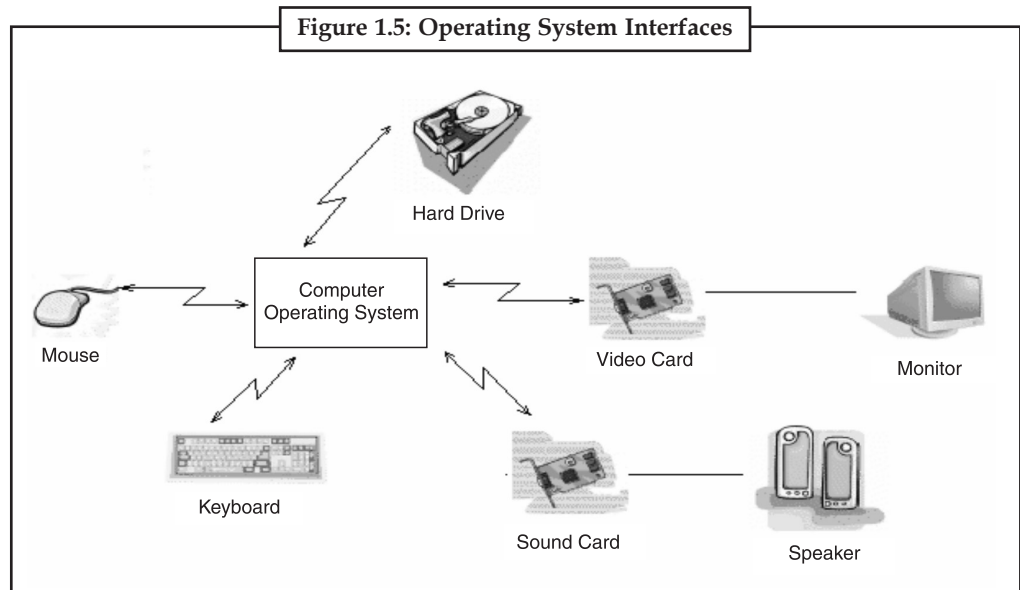 Figure 1.5: Operating System Interfaces
Hard Drive
Computer
Operating System
Mouse
Video Card
Monitor
Keyboard
Sound Card
Speaker